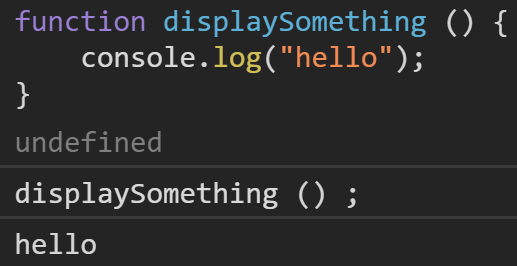 function displaySomething () {
    console.log("hello");
}
undefined
displaySomething () ;
hello